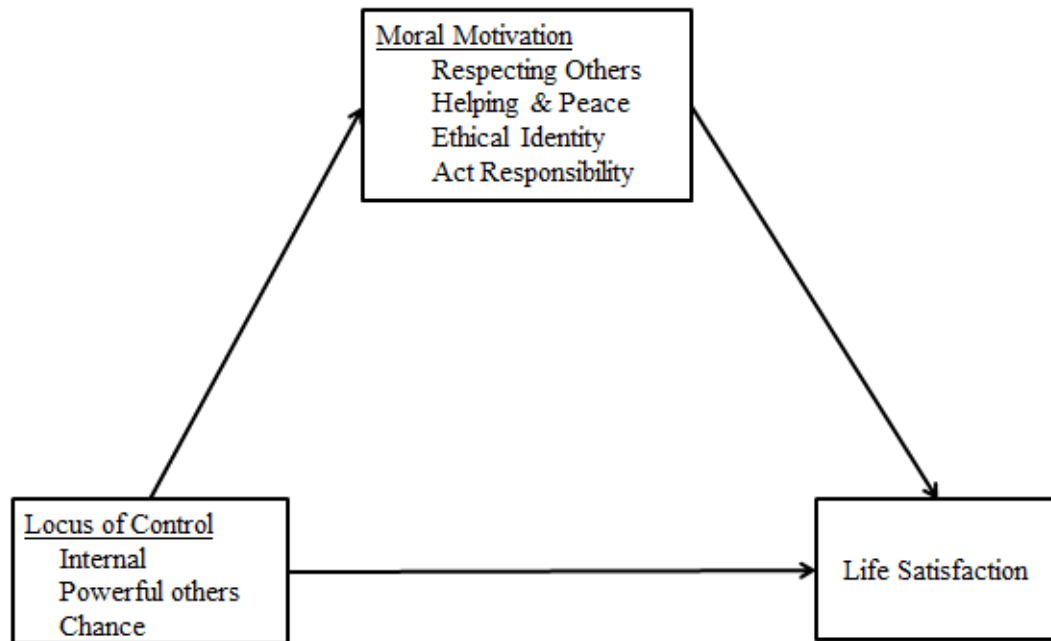 Moral Motivation
Respecting Others
Helping & Peace
Ethical Identity
Act Responsibility
Locus of Control
Internal
Powerful others
Chance
Life Satisfaction